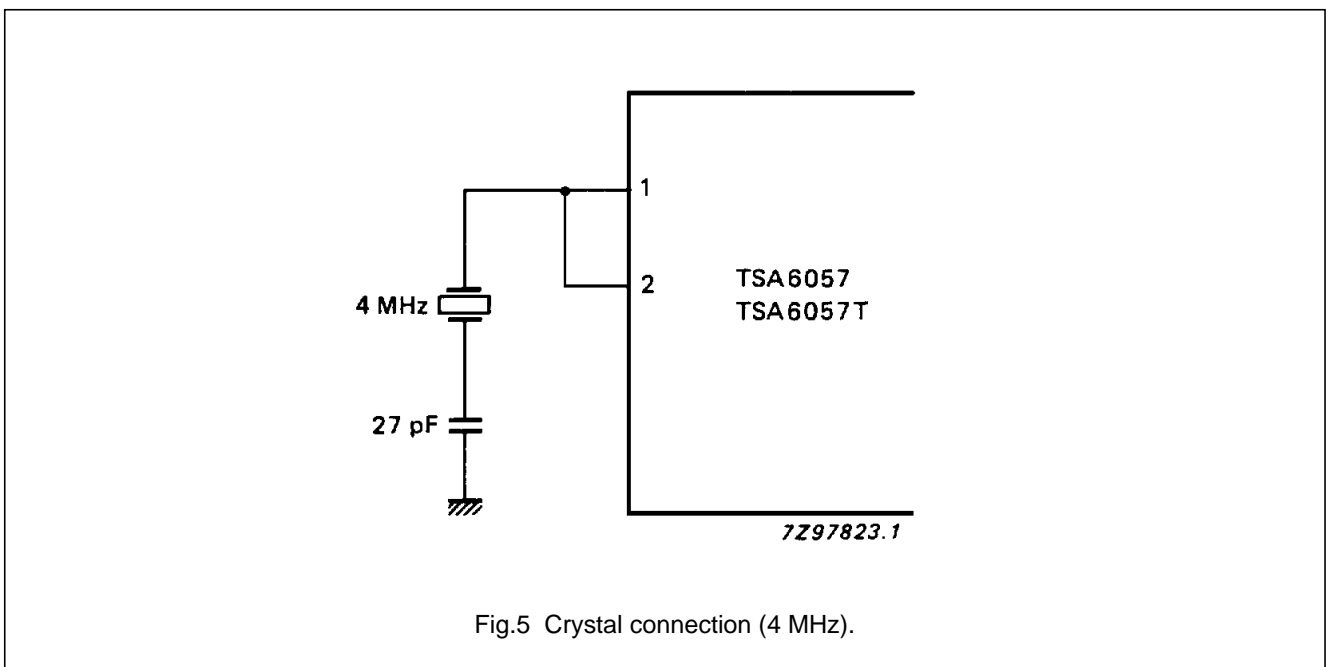 1
2
TSA6057
TSA6057T
4 MHz
27 pF
7Z97823.1
Fig.5 Crystal connection (4 MHz).